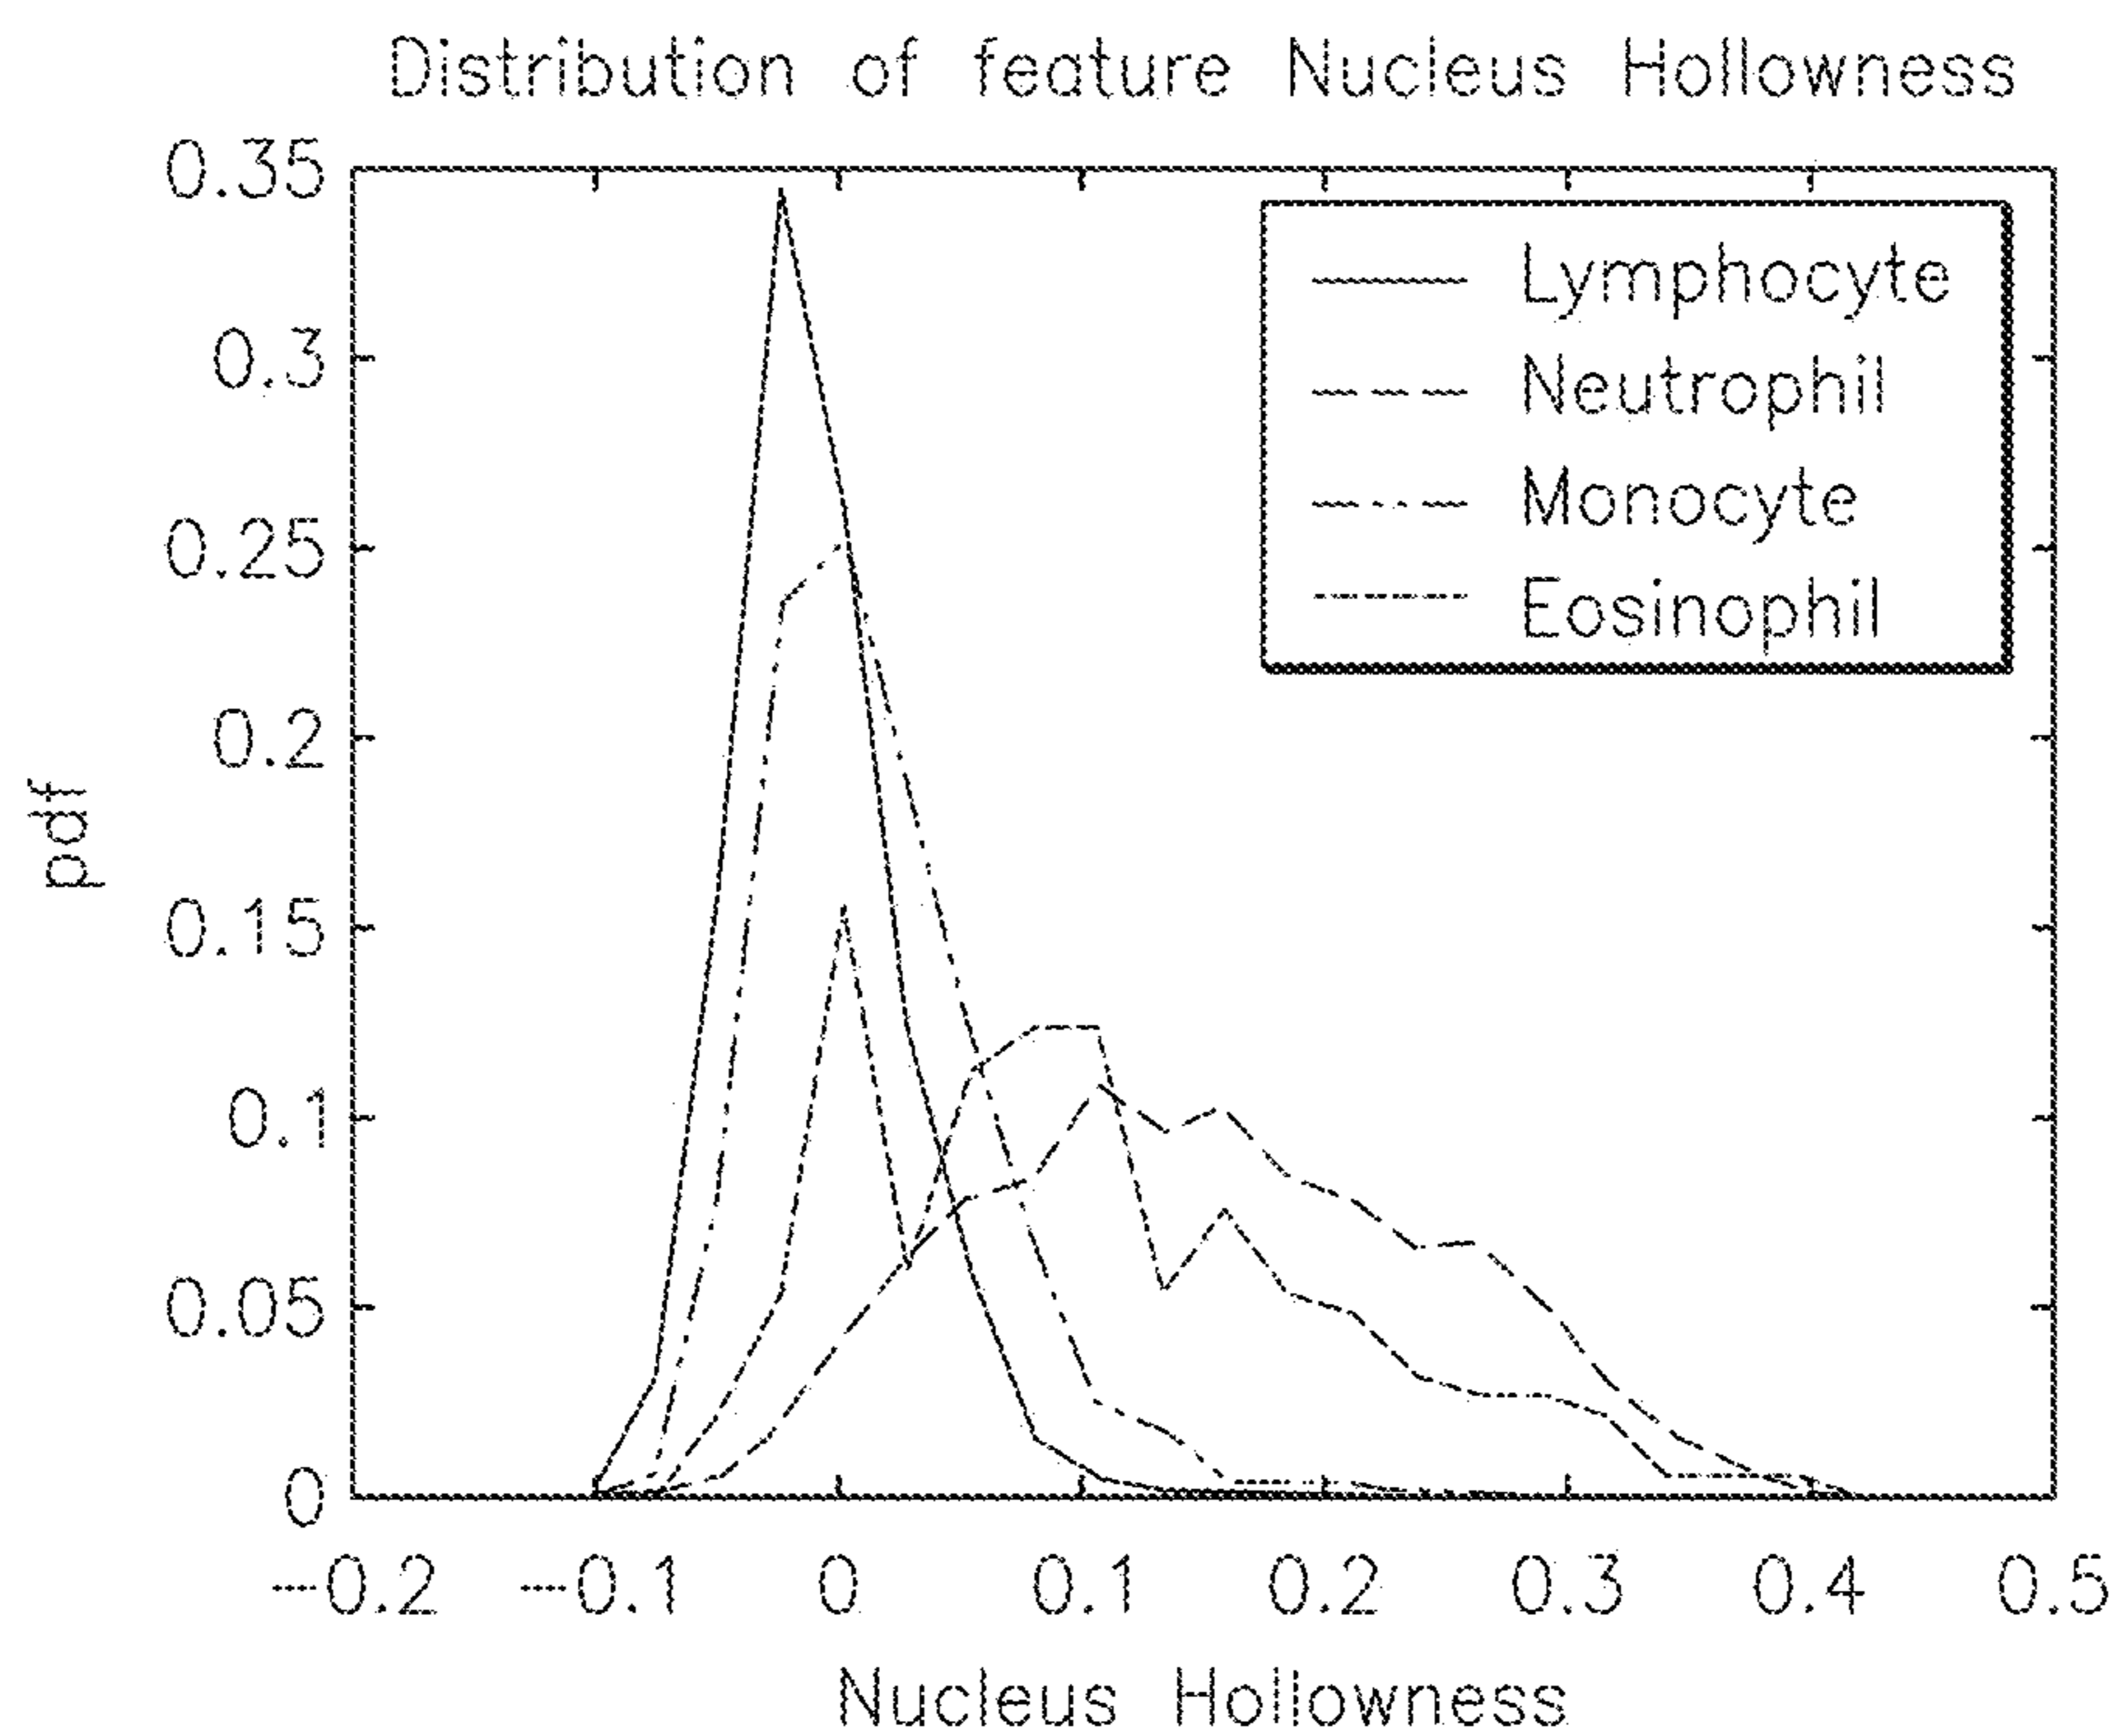 Distribution of feature Nucleus Hollowness
0.35
0.3
0.25
0.2
0.15
0.1
0.05
0
pdf
Lymphocyte
Neutrophil
Monocyte
Eosinophil
-0.2 -0.1 0 0.1 0.2 0.3 0.4 0.5
Nucleus Hollowness